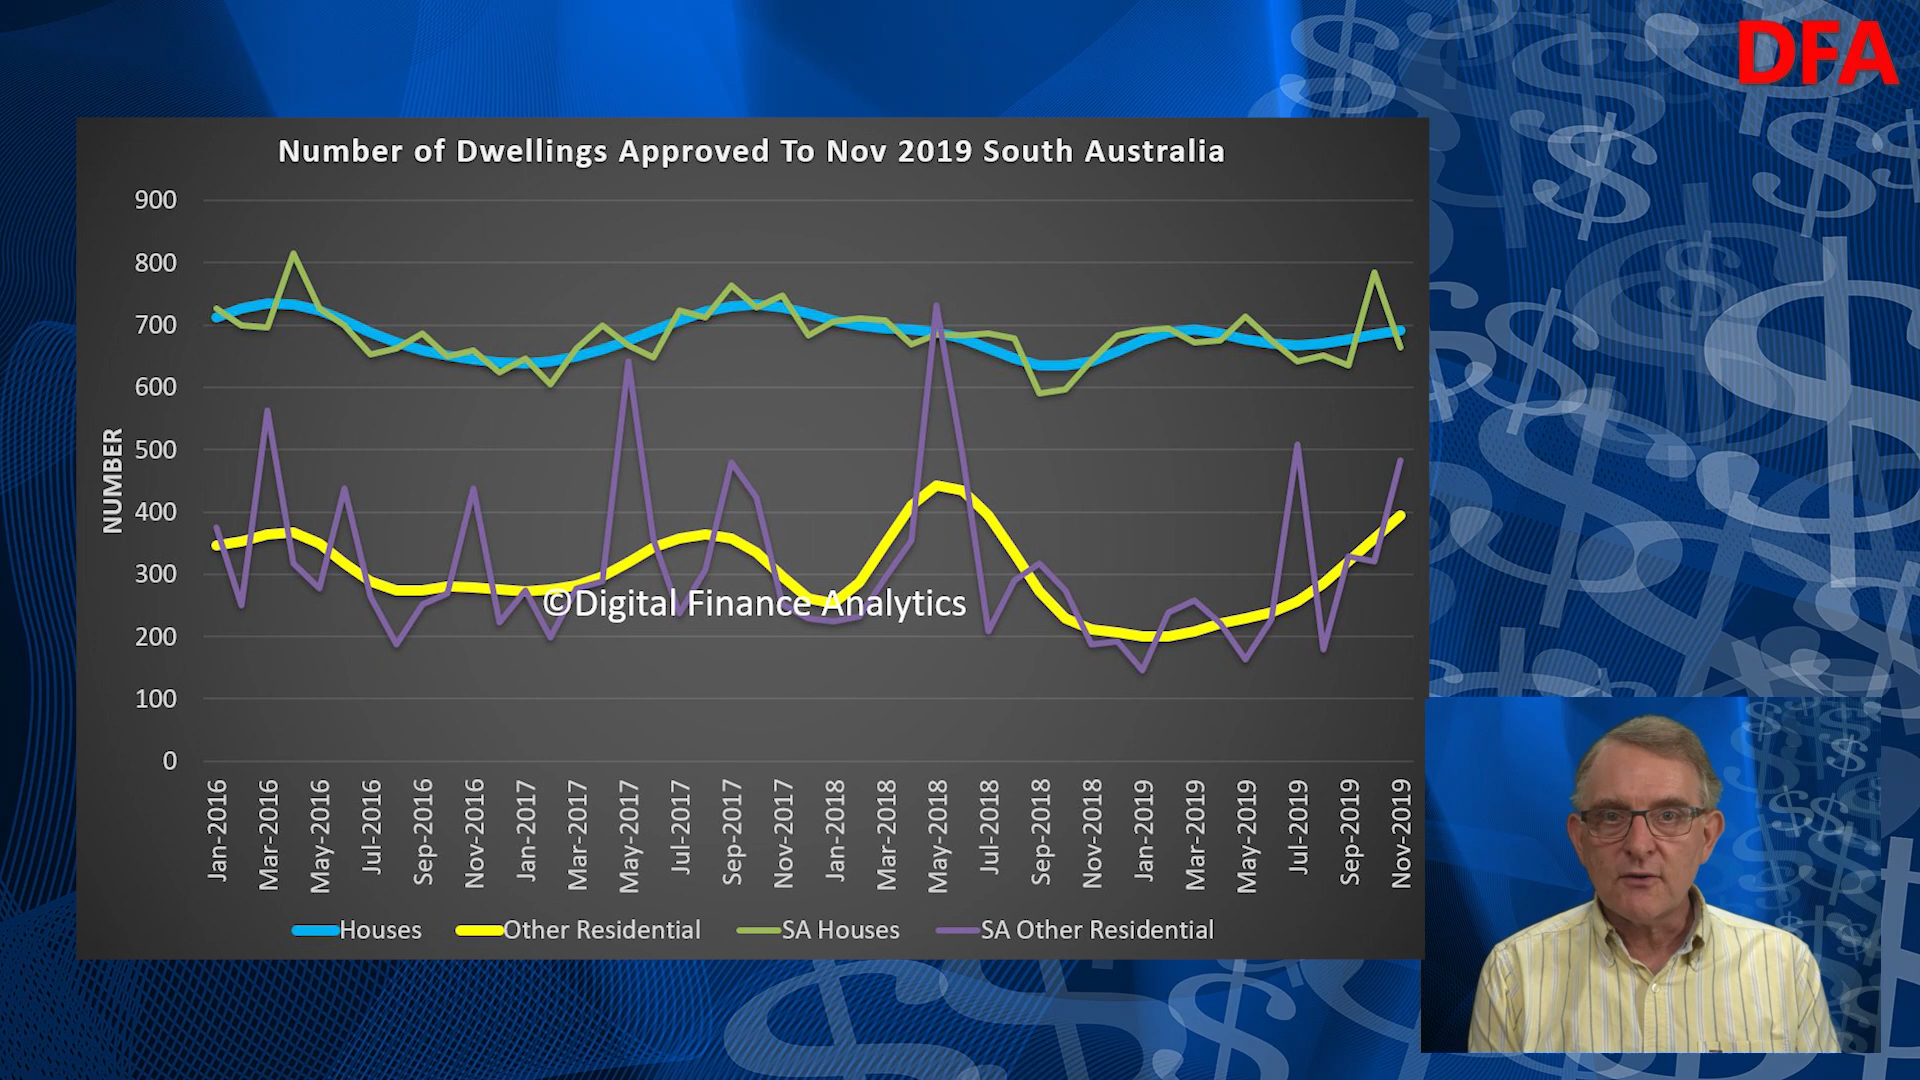 DFA
Number of Dwellings Approved To Nov 2019 South Australia
900
800
700
600
500
400
300
200
100
0
NUMBER
©Digital Finance Analytics
Jan-2016
Mar-2016
May-2016
Jul-2016
Sep-2016
Nov-2016
Jan-2017
Mar-2017
May-2017
Jul-2017
Sep-2017
Nov-2017
Jan-2018
Mar-2018
May-2018
Jul-2018
Sep-2018
Nov-2018
Jan-2019
Mar-2019
May-2019
Jul-2019
Sep-2019
Nov-2019
Houses Other Residential SA Houses SA Other Residential